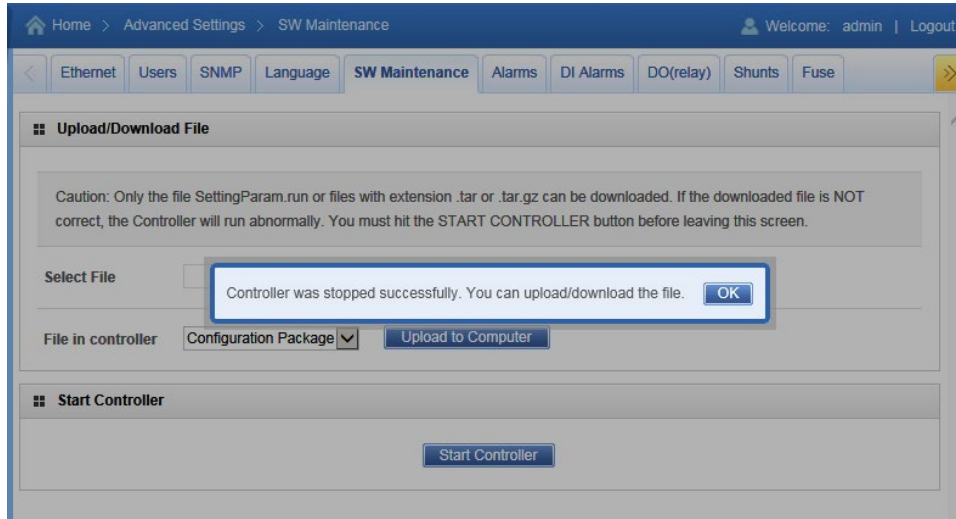 Home > Advanced Settings > SW Maintenance
Welcome: admin | Logout
Ethernet Users SNMP Language SW Maintenance Alarms DI Alarms DO(relay) Shunts Fuse
Upload/Download File
Caution: Only the file SettingParam.run or files with extension .tar or .tar.gz can be downloaded. If the downloaded file is NOT
correct, the Controller will run abnormally. You must hit the START CONTROLLER button before leaving this screen.
Select File
Controller was stopped successfully. You can upload/download the file. OK
File in controller Configuration Package Upload to Computer
Start Controller
Start Controller